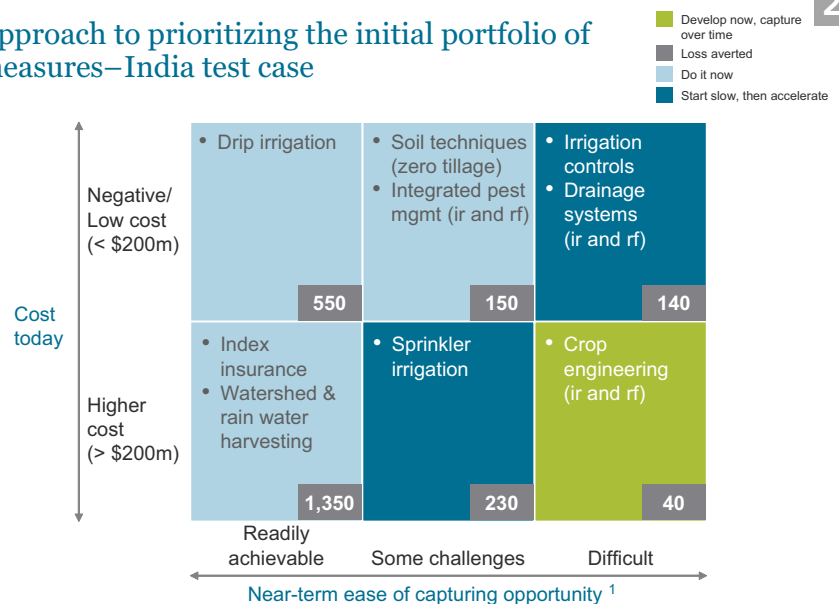 pproach to prioritizing the initial portfolio of
neasures–India test case
2
Develop now, capture
over time
Loss averted
Do it now
Start slow, then accelerate
Cost
today
Negative/
Low cost
(< $200m)
• Drip irrigation
550
• Soil techniques
(zero tillage)
• Integrated pest
mgmt (ir and rf)
150
• Irrigation
controls
• Drainage
systems
(ir and rf)
140
Higher
cost
(> $200m)
• Index
insurance
• Watershed &
rain water
harvesting
1,350
• Sprinkler
irrigation
230
• Crop
engineering
(ir and rf)
40
Readily
achievable
Some challenges
Difficult
Near-term ease of capturing opportunity 1